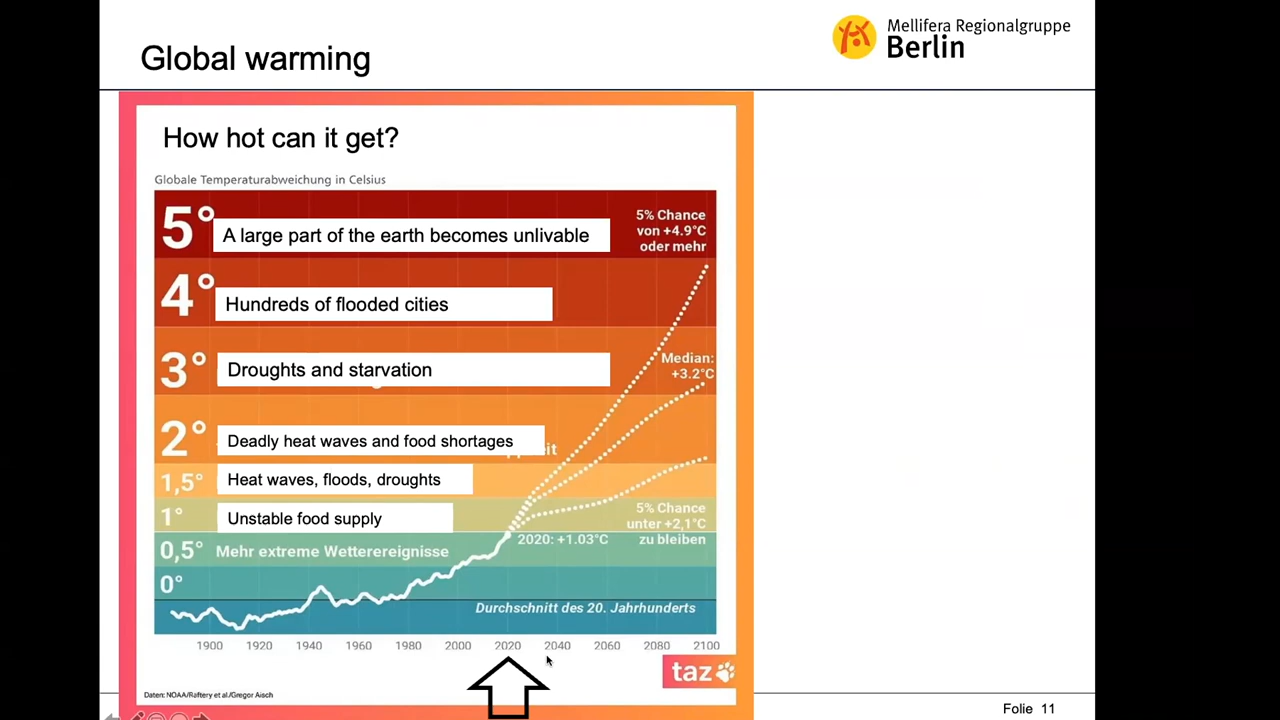 Global warming
Mellifera Regionalgruppe
Berlin
How hot can it get?
Globale Temperaturabweichung in Celsius
5° A large part of the earth becomes unlivable
5% Chance
von +4.9°C
oder mehr
4° Hundreds of flooded cities
3° Droughts and starvation
Median:
+3.2°C
2° Deadly heat waves and food shortages
1,5° Heat waves, floods, droughts
1° Unstable food supply
5% Chance
unter +2,1°C
zu bleiben
2020: +1.03°C
0,5° Mehr extreme Wetterereignisse
0°
Durchschnitt des 20. Jahrhunderts
1900 1920 1940 1960 1980 2000 2020 2040 2060 2080 2100
taz
Daten: NOAA/Raftery et al./Gregor Aisch
Folie 11